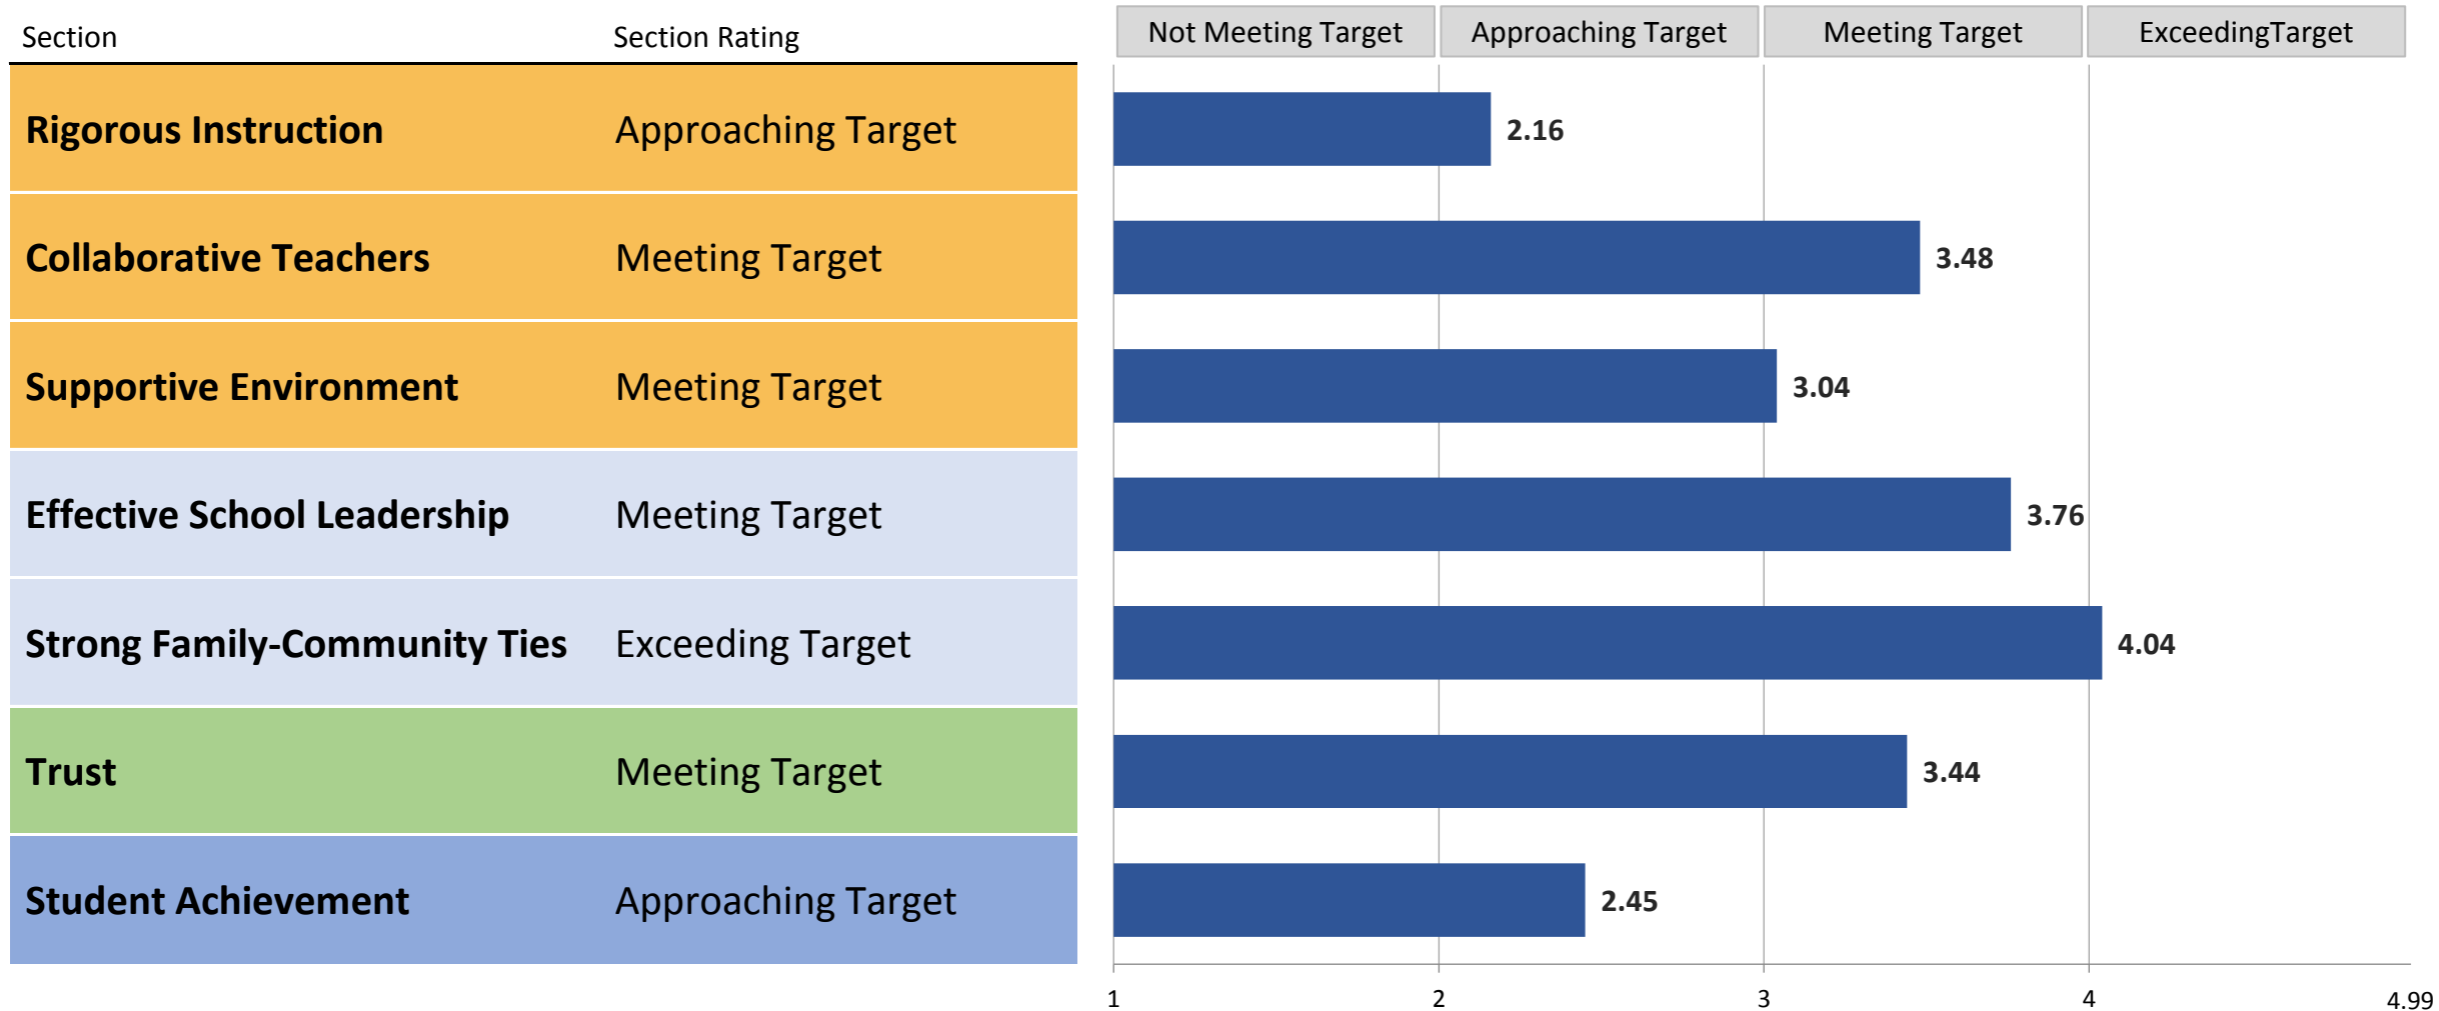 Section Section Rating Not Meeting Target Approaching Target Meeting Target ExceedingTarget
Rigorous Instruction Approaching Target 2.16
Collaborative Teachers Meeting Target 3.48
Supportive Environment Meeting Target 3.04
Effective School Leadership Meeting Target 3.76
Strong Family-Community Ties Exceeding Target 4.04
Trust Meeting Target 3.44
Student Achievement Approaching Target 2.45
1 2 3 4 4.99